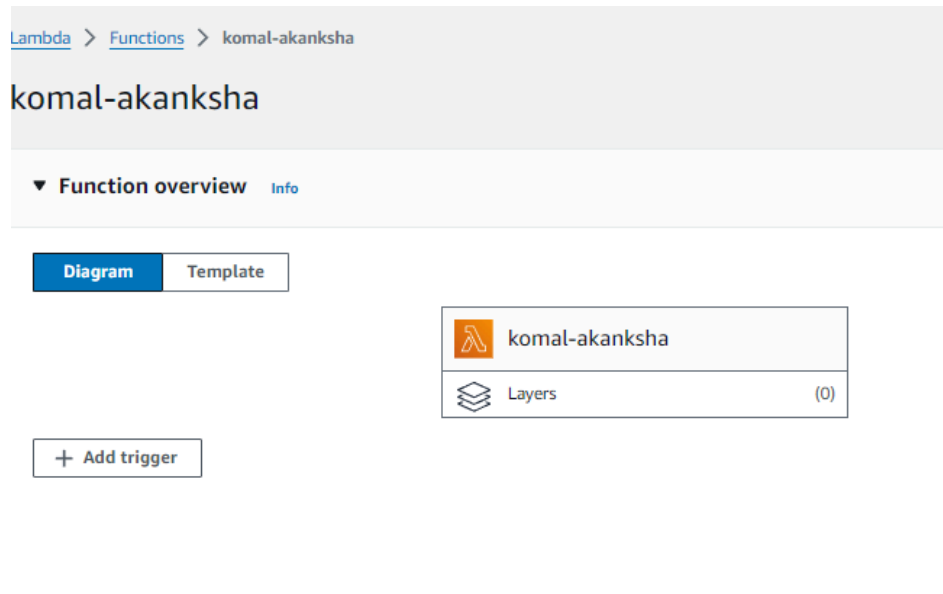 Lambda > Functions > komal-akanksha
komal-akanksha
▼ Function overview Info
Diagram Template
komal-akanksha
Layers (0)
+ Add trigger